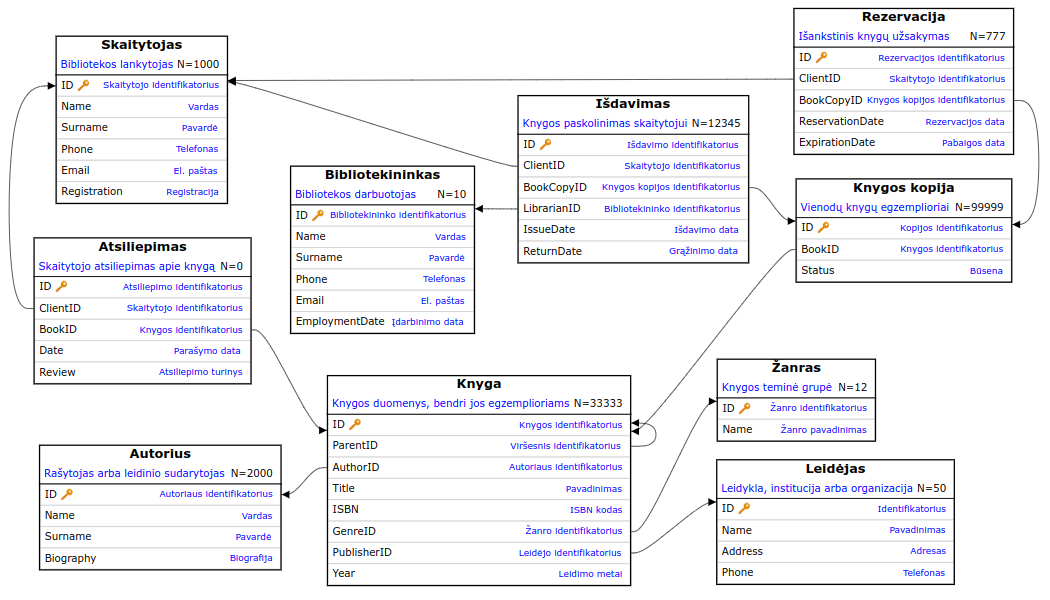 Skaitytojas
Bibliotekos lankytojas N=1000
ID Skaitytojo identifikatorius
Name Vardas
Surname Pavardė
Phone Telefonas
Email El. paštas
Registration Registracija
Rezervacija
Išankstinis knygų užsakymas N=777
ID Rezervacijos identifikatorius
ClientID Skaitytojo identifikatorius
BookCopyID Knygos kopijos identifikatorius
ReservationDate Rezervacijos data
ExpirationDate Pabaigos data
Išdavimas
Knygos paskolinimas skaitytojui N=12345
ID Išdavimo identifikatorius
ClientID Skaitytojo identifikatorius
BookCopyID Knygos kopijos identifikatorius
LibrarianID Bibliotekininko identifikatorius
IssueDate Išdavimo data
ReturnDate Grąžinimo data
Bibliotekininkas
Bibliotekos darbuotojas N=10
ID Bibliotekininko identifikatorius
Name Vardas
Surname Pavardė
Phone Telefonas
Email El. paštas
EmploymentDate Įdarbinimo data
Knygos kopija
Vienodų knygų egzemplioriai N=99999
ID Kopijos identifikatorius
BookID Knygos identifikatorius
Status Būsena
Atsiliepimas
Skaitytojo atsiliepimas apie knygą N=0
ID Atsiliepimo identifikatorius
ClientID Skaitytojo identifikatorius
BookID Knygos identifikatorius
Date Parašymo data
Review Atsiliepimo turinys
Knyga
Knygos duomenys, bendri jos egzemplioriams N=33333
ID Knygos identifikatorius
ParentID Viršesnis identifikatorius
AuthorID Autoriaus identifikatorius
Title Pavadinimas
ISBN ISBN kodas
GenreID Žanro identifikatorius
PublisherID Leidėjo identifikatorius
Year Leidimo metai
Žanras
Knygos teminė grupė N=12
ID Žanro identifikatorius
Name Žanro pavadinimas
Autorius
Rašytojas arba leidinio sudarytojas N=2000
ID Autoriaus identifikatorius
Name Vardas
Surname Pavardė
Biography Biografija
Leidėjas
Leidykla, institucija arba organizacija N=50
ID Identifikatorius
Name Pavadinimas
Address Adresas
Phone Telefonas